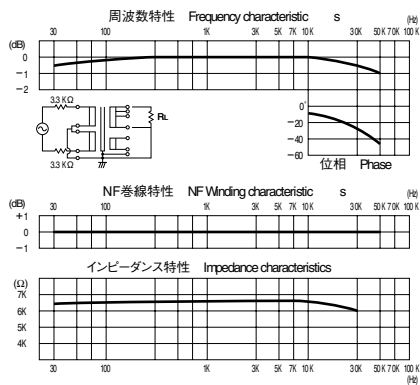 周波数特性 Frequency characteristic s
(dB) 30 100 1K 3K 5K 7K 10K 30K 50K 70K 100K (Hz)
0
-1
-2
3.3 KΩ
RL
3.3 KΩ
0°
-20
-40
-60
位相 Phase
NF巻線特性 NF Winding characteristic s
(dB) 30 100 1K 3K 5K 7K 10K 30K 50K 70K 100K (Hz)
+1
0
-1
インピーダンス特性 Impedance characteristics
(Ω)
7K
6K
5K
4K
30 100 1K 3K 5K 7K 10K 30K 50K 70K 100K
(Hz)